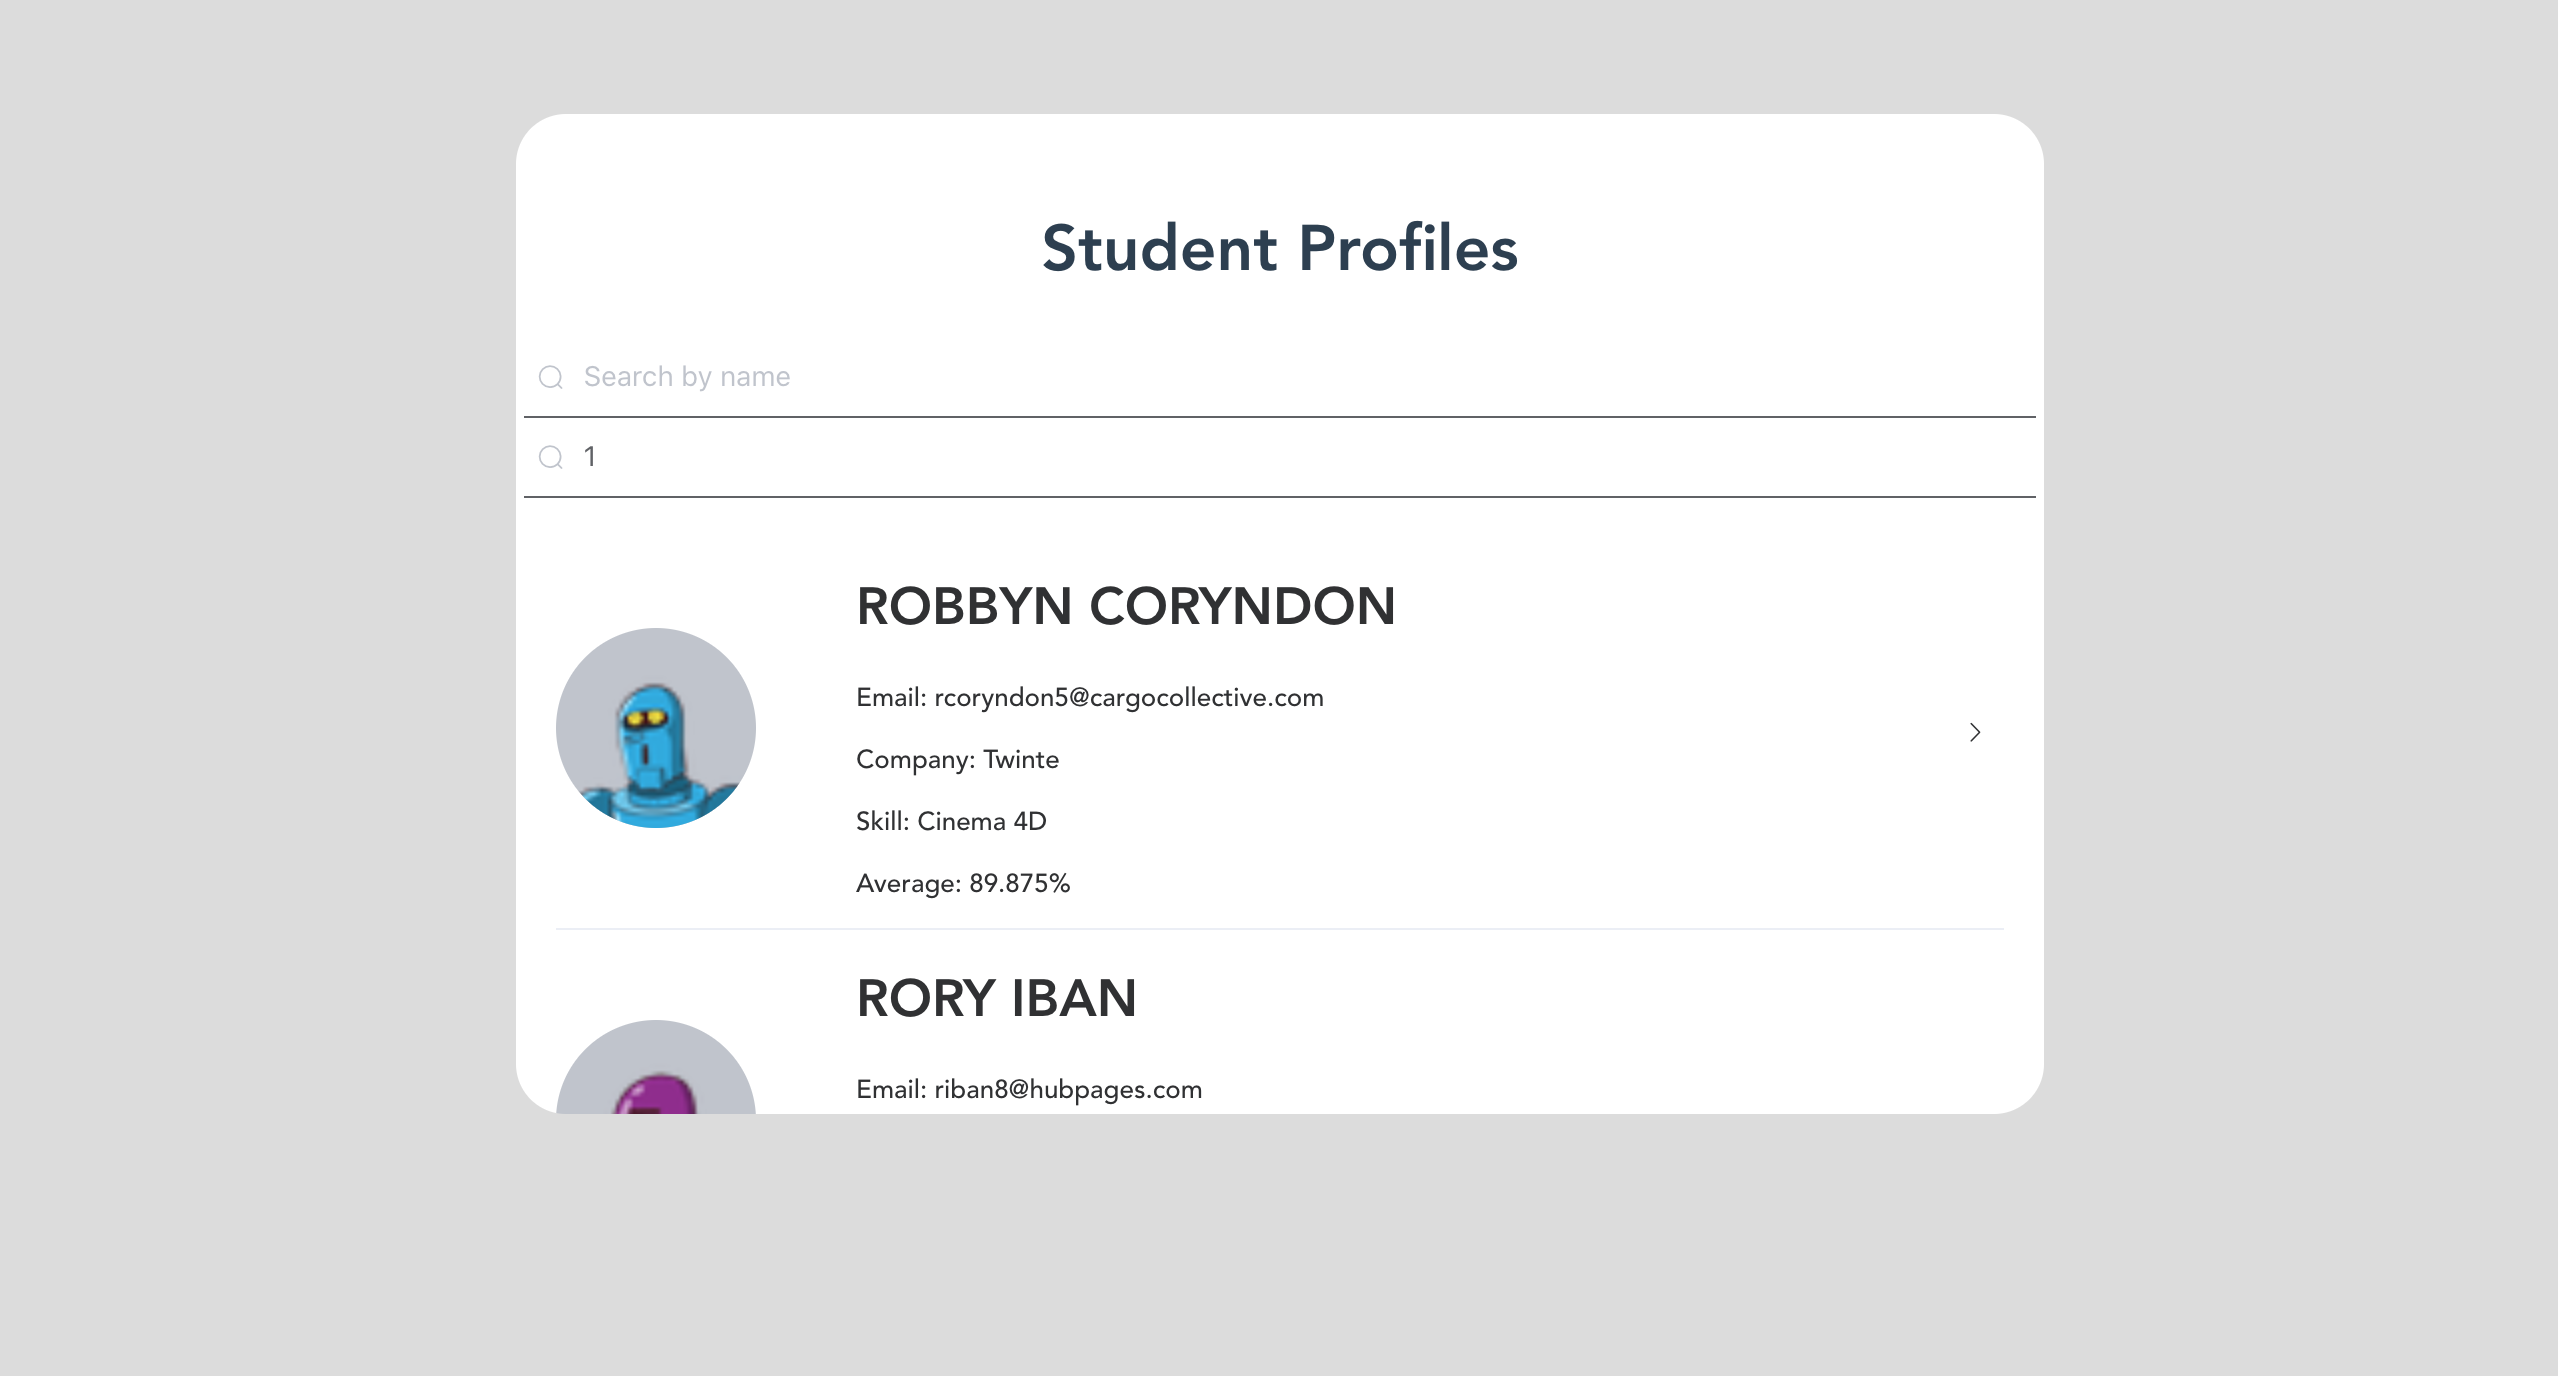 Student Profiles
Search by name
1
ROBBYN CORYNDON
Email: rcoryndon5@cargocollective.com
Company: Twinte
Skill: Cinema 4D
Average: 89.875%
RORY IBAN
Email: riban8@hubpages.com